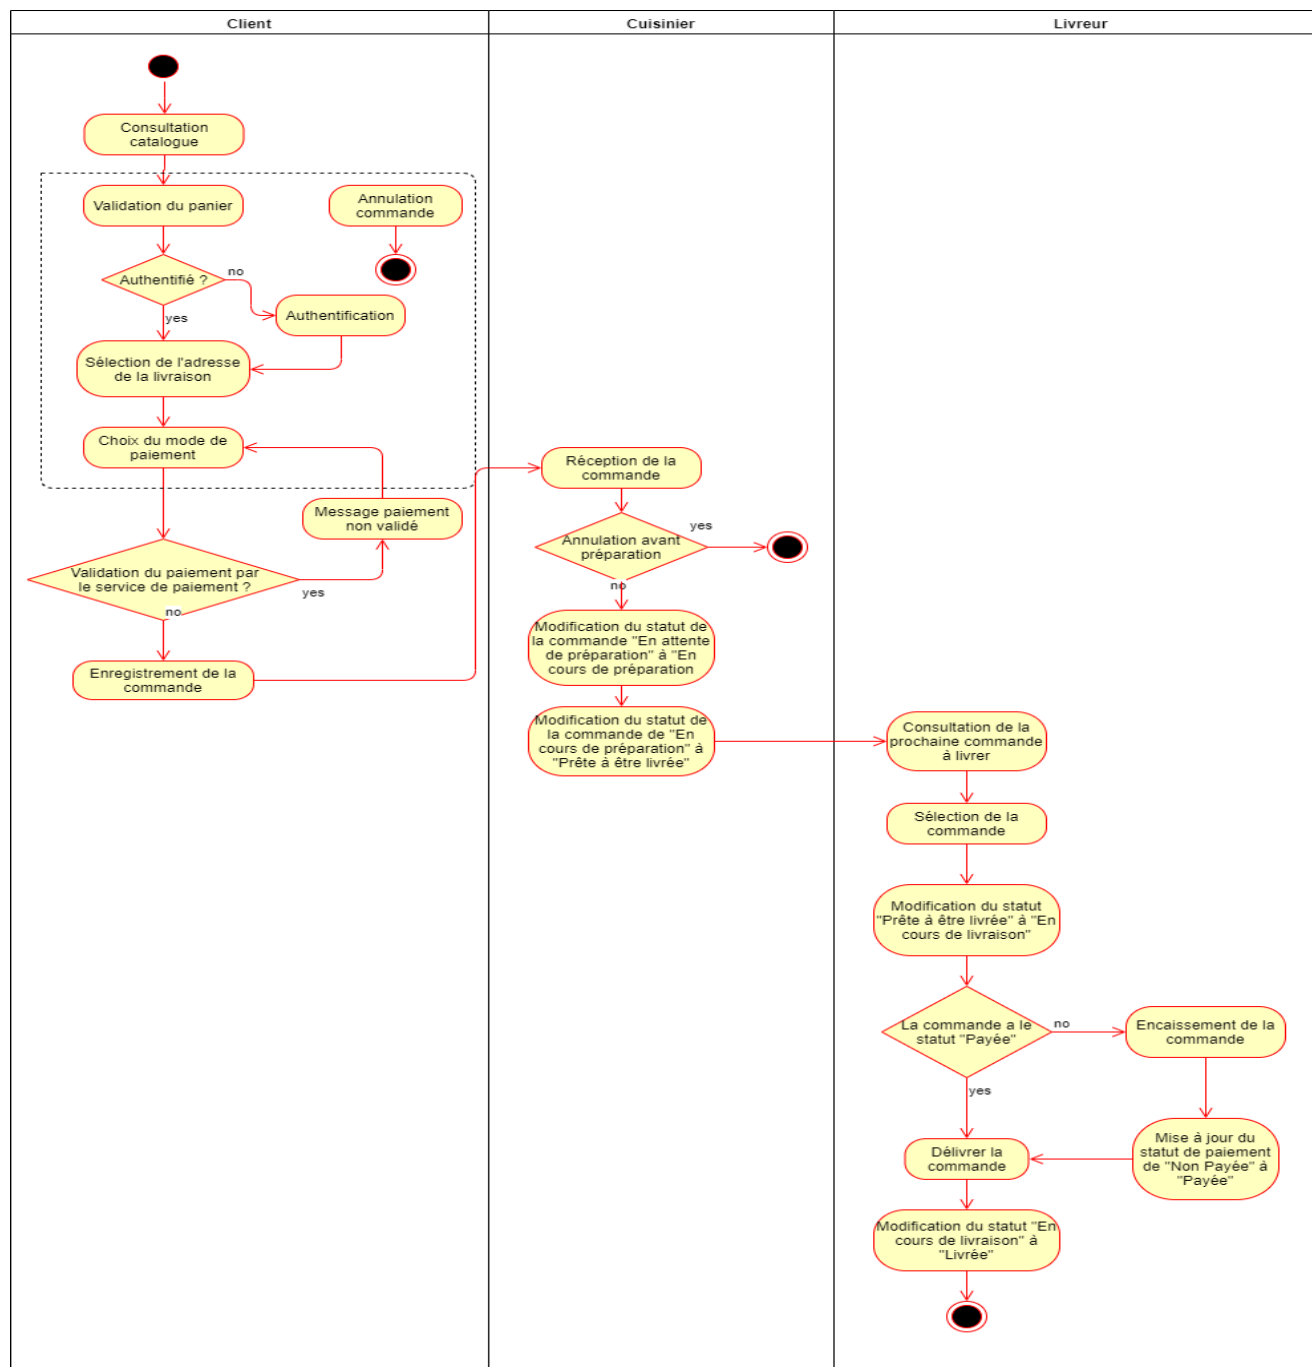 Client
Cuisinier
Livreur
Consultation
catalogue
Validation du panier
Annulation
commande
Authentifié ?
no
yes
Authentification
Sélection de l'adresse
de la livraison
Choix du mode de
paiement
Message paiement
non validé
Validation du paiement par
le service de paiement ?
yes
no
Enregistrement de la
commande
Réception de la
commande
Annulation avant
préparation
yes
no
Modification du statut de
la commande "En attente
de préparation" à "En
cours de préparation
Modification du statut de
la commande de "En
cours de préparation" à
"Prête à être livrée"
Consultation de la
prochaine commande
à livrer
Sélection de la
commande
Modification du statut
"Prête à être livrée" à "En
cours de livraison"
La commande a le
statut "Payée"
no
yes
Encaissement de la
commande
Mise à jour du
statut de paiement
de "Non Payée" à
"Payée"
Délivrer la
commande
Modification du statut "En
cours de livraison" à
"Livrée"